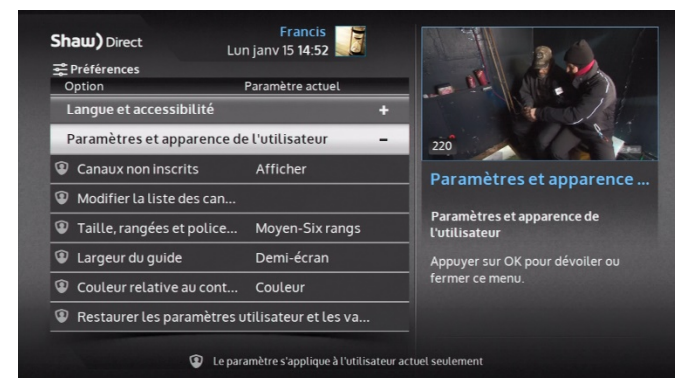 Shaw) Direct
Francis
Lun janv 15 14:52
Préférences
Option Paramètre actuel
Langue et accessibilité +
Paramètres et apparence de l'utilisateur –
Canaux non inscrits Afficher
Modifier la liste des can...
Taille, rangées et police... Moyen-Six rangs
Largeur du guide Demi-écran
Couleur relative au cont... Couleur
Restaurer les paramètres utilisateur et les va...
220
Paramètres et apparence ...
Paramètres et apparence de
l'utilisateur
Appuyer sur OK pour dévoiler ou
fermer ce menu.
Le paramètre s'applique à l'utilisateur actuel seulement